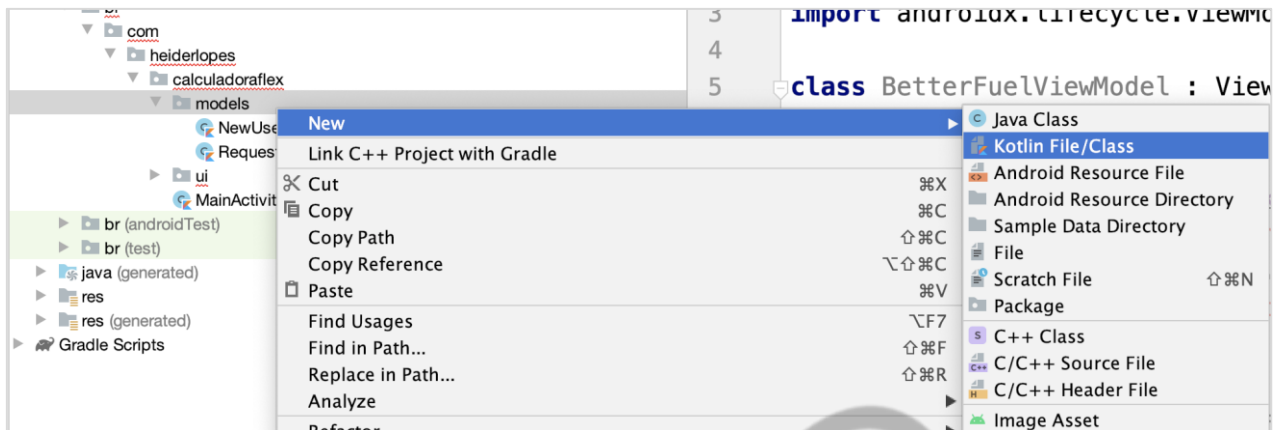 br
com
heiderlopes
calculadoraflex
models
NewUse
Reques
ui
MainActivit
br (androidTest)
br (test)
java (generated)
res
res (generated)
Gradle Scripts
3 import androidx.lifecycle.ViewMo
4
5 class BetterFuelViewModel : View
New
Link C++ Project with Gradle
Cut ⌘X
Copy ⌘C
Copy Path ⇧⌘C
Copy Reference ⌥⇧⌘C
Paste ⌘V
Find Usages ⌥F7
Find in Path... ⇧⌘F
Replace in Path... ⇧⌘R
Analyze
Refactor
Java Class
Kotlin File/Class
Android Resource File
Android Resource Directory
Sample Data Directory
File
Scratch File ⇧⌘N
Package
C++ Class
C/C++ Source File
C/C++ Header File
Image Asset